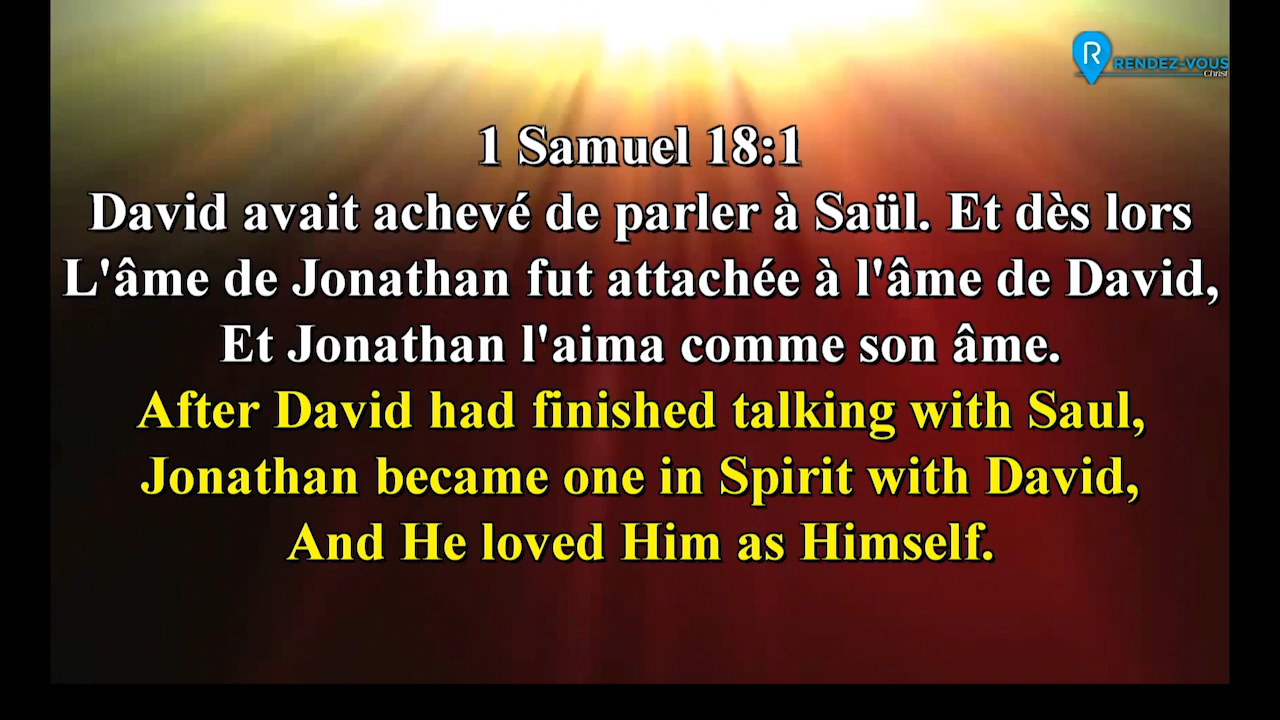 RENDEZ-VOUS
Christ
1 Samuel 18:1
David avait achevé de parler à Saül. Et dès lors
L'âme de Jonathan fut attachée à l'âme de David,
Et Jonathan l'aima comme son âme.
After David had finished talking with Saul,
Jonathan became one in Spirit with David,
And He loved Him as Himself.